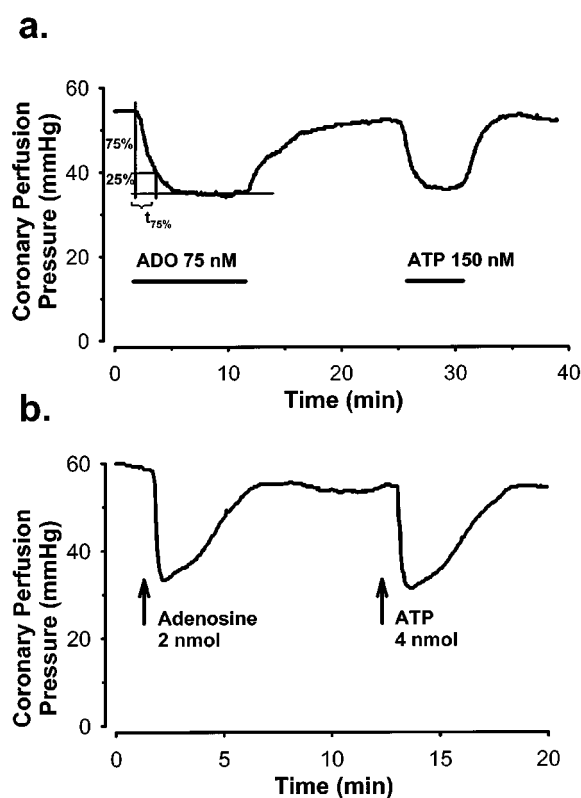 a.
Coronary Perfusion
Pressure (mmHg)
60
40
20
0
75%
25%
t75%
ADO 75 nM
ATP 150 nM
0
10
20
30
40
Time (min)
b.
Coronary Perfusion
Pressure (mmHg)
60
40
20
0
Adenosine
2 nmol
ATP
4 nmol
0
5
10
15
20
Time (min)